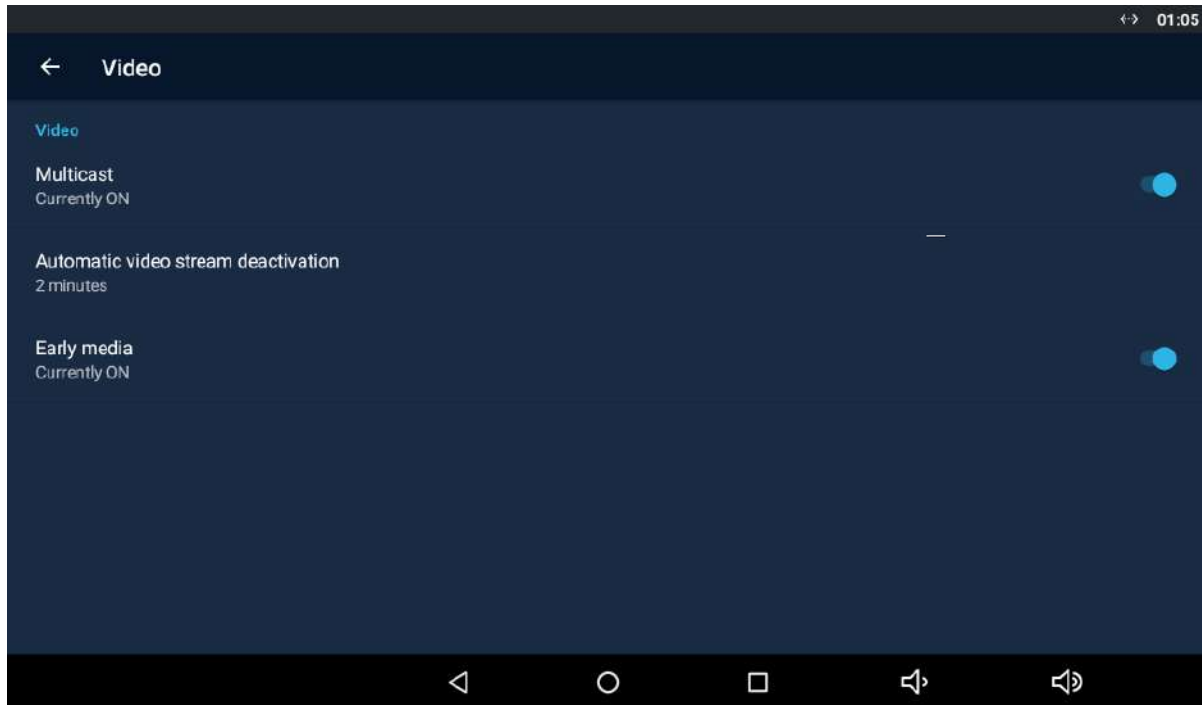 01:05
Video
Video
Multicast
Currently ON
Automatic video stream deactivation
2 minutes
Early media
Currently ON